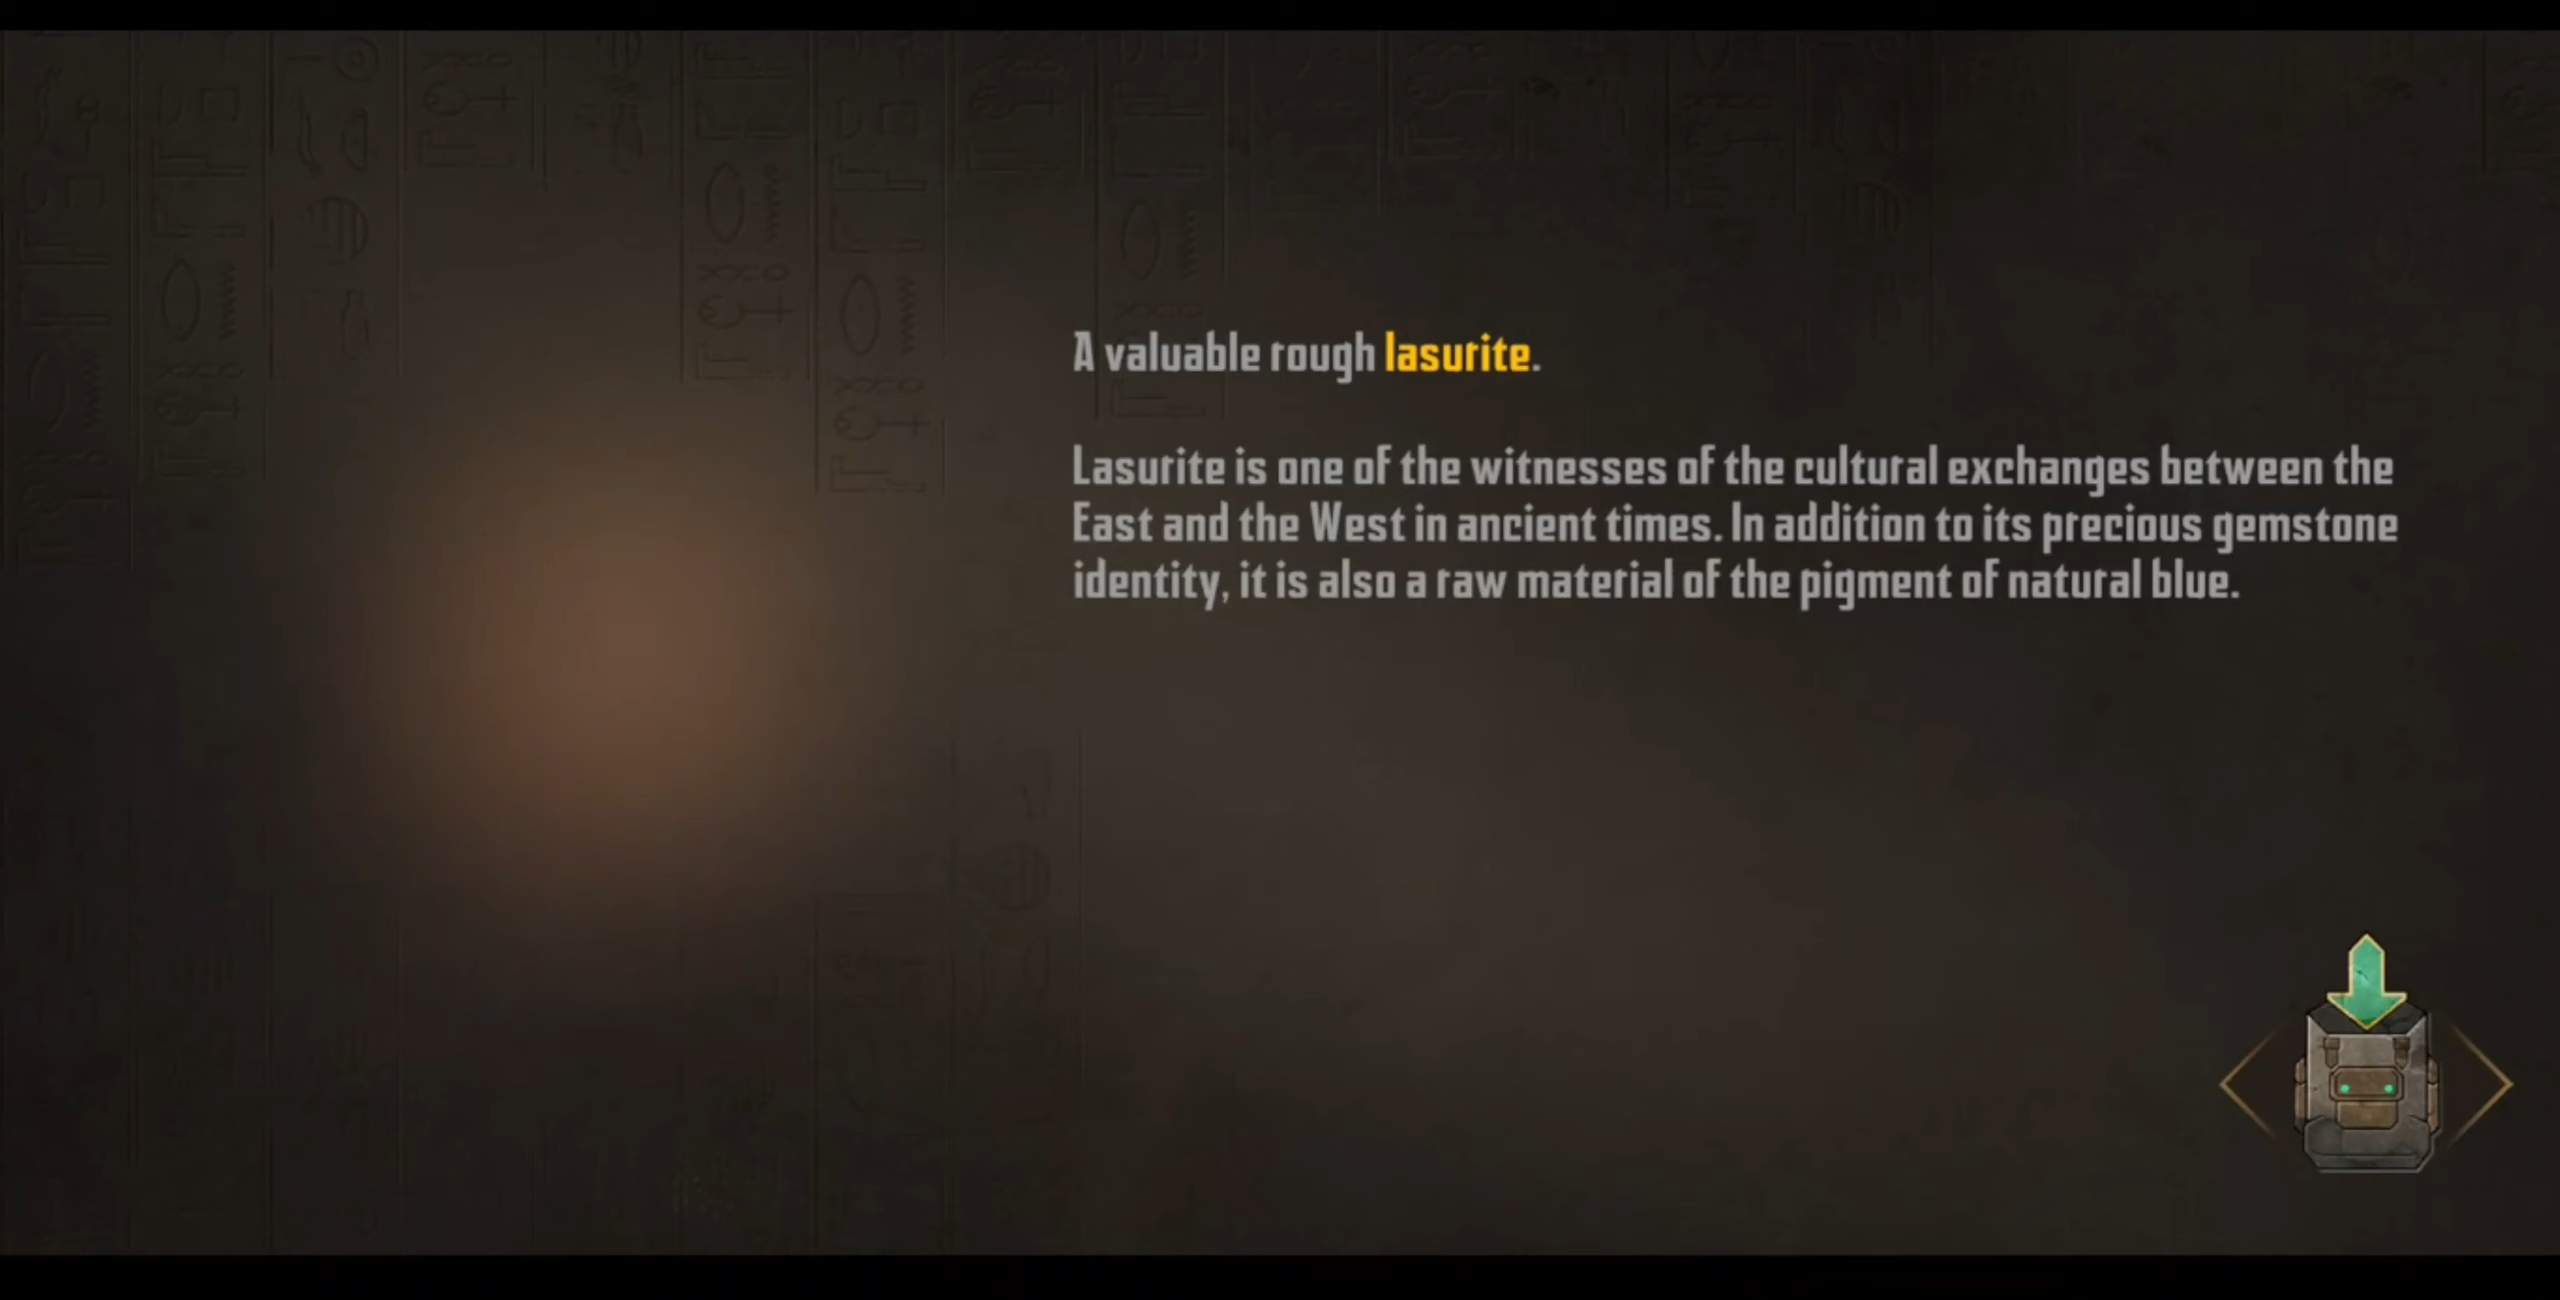 A valuable rough lasurite.
Lasurite is one of the witnesses of the cultural exchanges between the
East and the West in ancient times. In addition to its precious gemstone
identity, it is also a raw material of the pigment of natural blue.